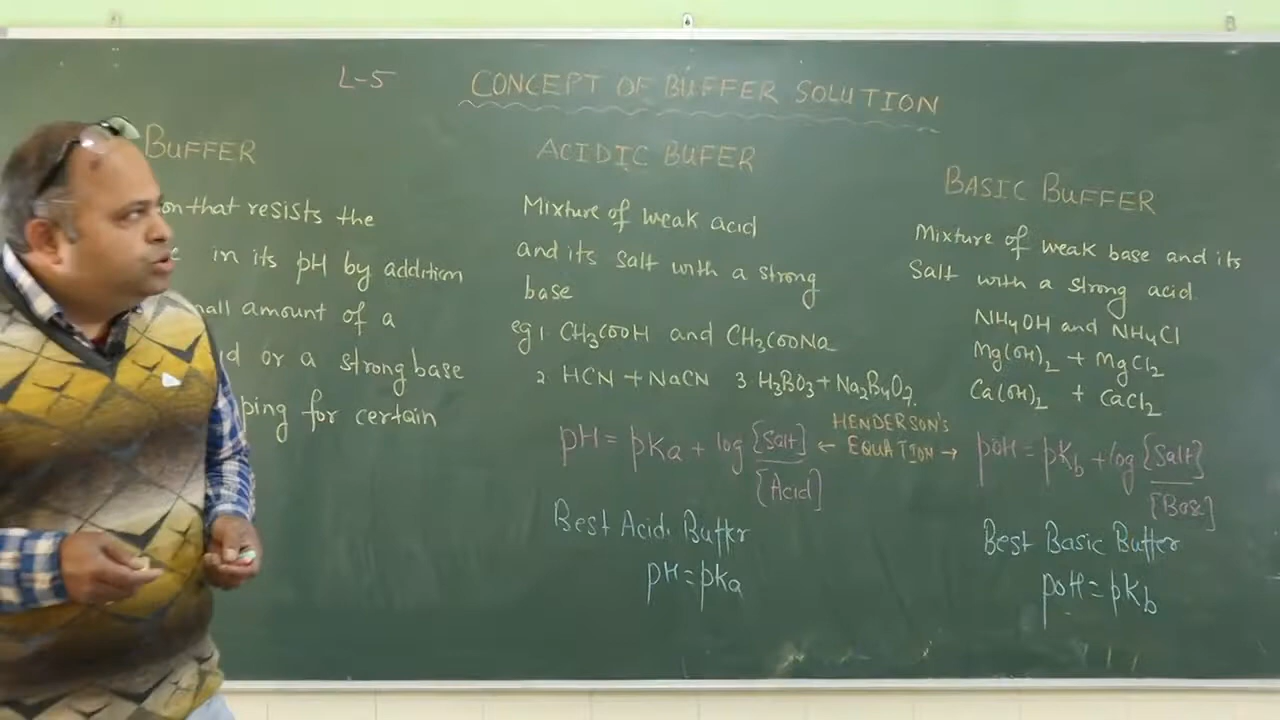 L-5 CONCEPT OF BUFFER SOLUTION
BUFFER
that resists the
in its pH by addition
amount of a
or a strong base
for certain
ACIDIC BUFER
Mixture of weak acid
and its salt with a strong
base
eg 1. CH3COOH and CH3COONa
2. HCN + NaCN 3. H3BO3 + Na2B4O7.
pH = pKa + log [Salt]
[Acid]
Best Acidi Buffer
pH = pKa
← HENDERSON'S
EQUATION →
BASIC BUFFER
Mixture of weak base and its
Salt with a strong acid.
NH4OH and NH4Cl
Mg(OH)2 + MgCl2
Ca(OH)2 + CaCl2
pOH = pKb + log [Salt]
[Base]
Best Basic Buffer
pOH = pKb